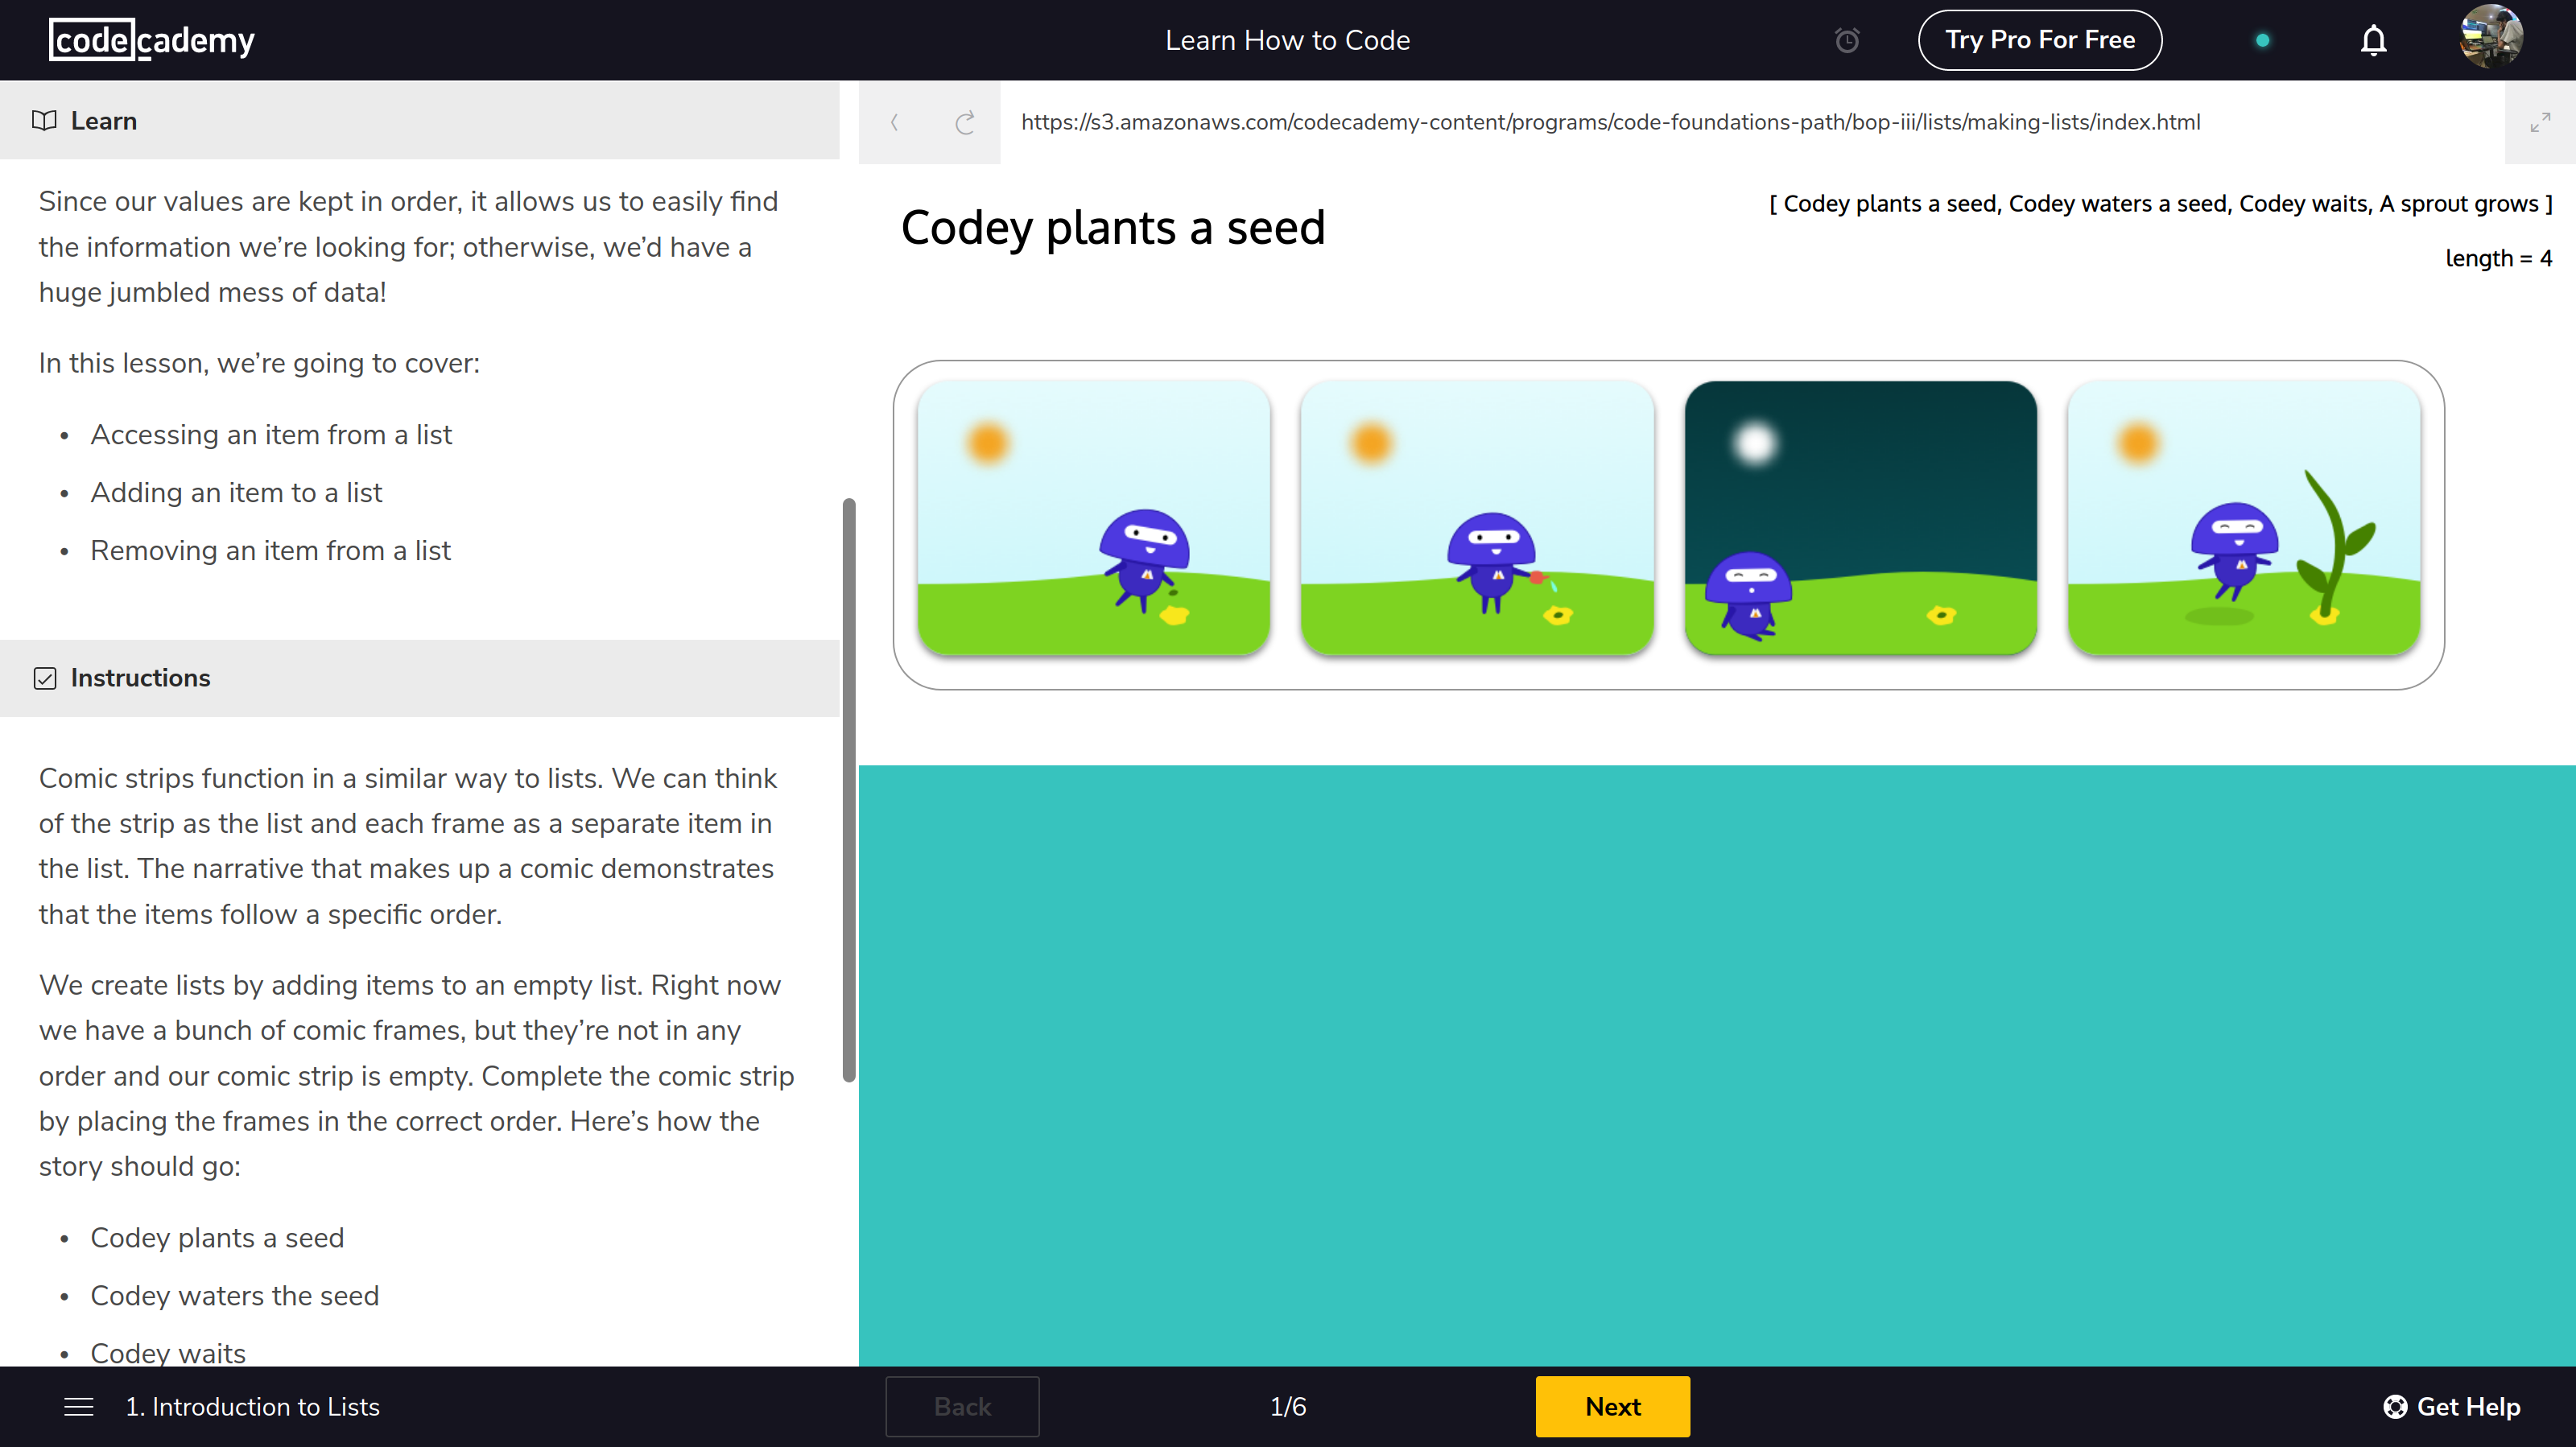 codecademy
Learn How to Code
Try Pro For Free
Learn
Since our values are kept in order, it allows us to easily find
the information we’re looking for; otherwise, we’d have a
huge jumbled mess of data!
In this lesson, we’re going to cover:
• Accessing an item from a list
• Adding an item to a list
• Removing an item from a list
Instructions
Comic strips function in a similar way to lists. We can think
of the strip as the list and each frame as a separate item in
the list. The narrative that makes up a comic demonstrates
that the items follow a specific order.
We create lists by adding items to an empty list. Right now
we have a bunch of comic frames, but they’re not in any
order and our comic strip is empty. Complete the comic strip
by placing the frames in the correct order. Here’s how the
story should go:
• Codey plants a seed
• Codey waters the seed
• Codey waits
https://s3.amazonaws.com/codecademy-content/programs/code-foundations-path/bop-iii/lists/making-lists/index.html
Codey plants a seed
[ Codey plants a seed, Codey waters a seed, Codey waits, A sprout grows ]
length = 4
1. Introduction to Lists
Back
1/6
Next
Get Help